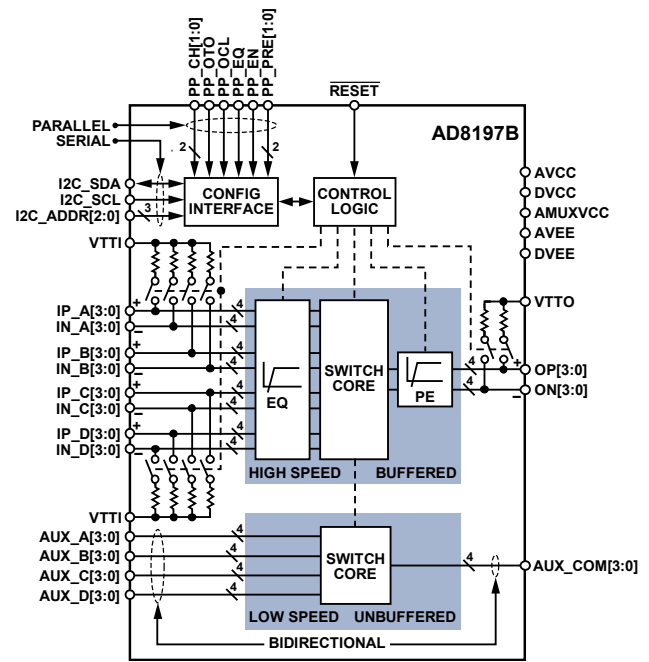 PP_CH[1:0]
PP_OTO
PP_OCL
PP_EQ
PP_EN
PP_PRE[1:0]
RESET
PARALLEL
SERIAL
AD8197B
2
2
I2C_SDA
I2C_SCL
I2C_ADDR[2:0]
3
CONFIG
INTERFACE
CONTROL
LOGIC
AVCC
DVCC
AMUXVCC
AVEE
DVEE
VTTI
VTTO
+
IP_A[3:0]
4
IN_A[3:0]
–
4
+
IP_B[3:0]
4
IN_B[3:0]
–
4
+
IP_C[3:0]
4
IN_C[3:0]
–
4
+
IP_D[3:0]
4
IN_D[3:0]
–
4
EQ
SWITCH
CORE
PE
4
+
OP[3:0]
4
ON[3:0]
–
HIGH SPEED
BUFFERED
VTTI
AUX_A[3:0]
4
AUX_B[3:0]
4
AUX_C[3:0]
4
AUX_D[3:0]
4
SWITCH
CORE
4
AUX_COM[3:0]
LOW SPEED
UNBUFFERED
BIDIRECTIONAL